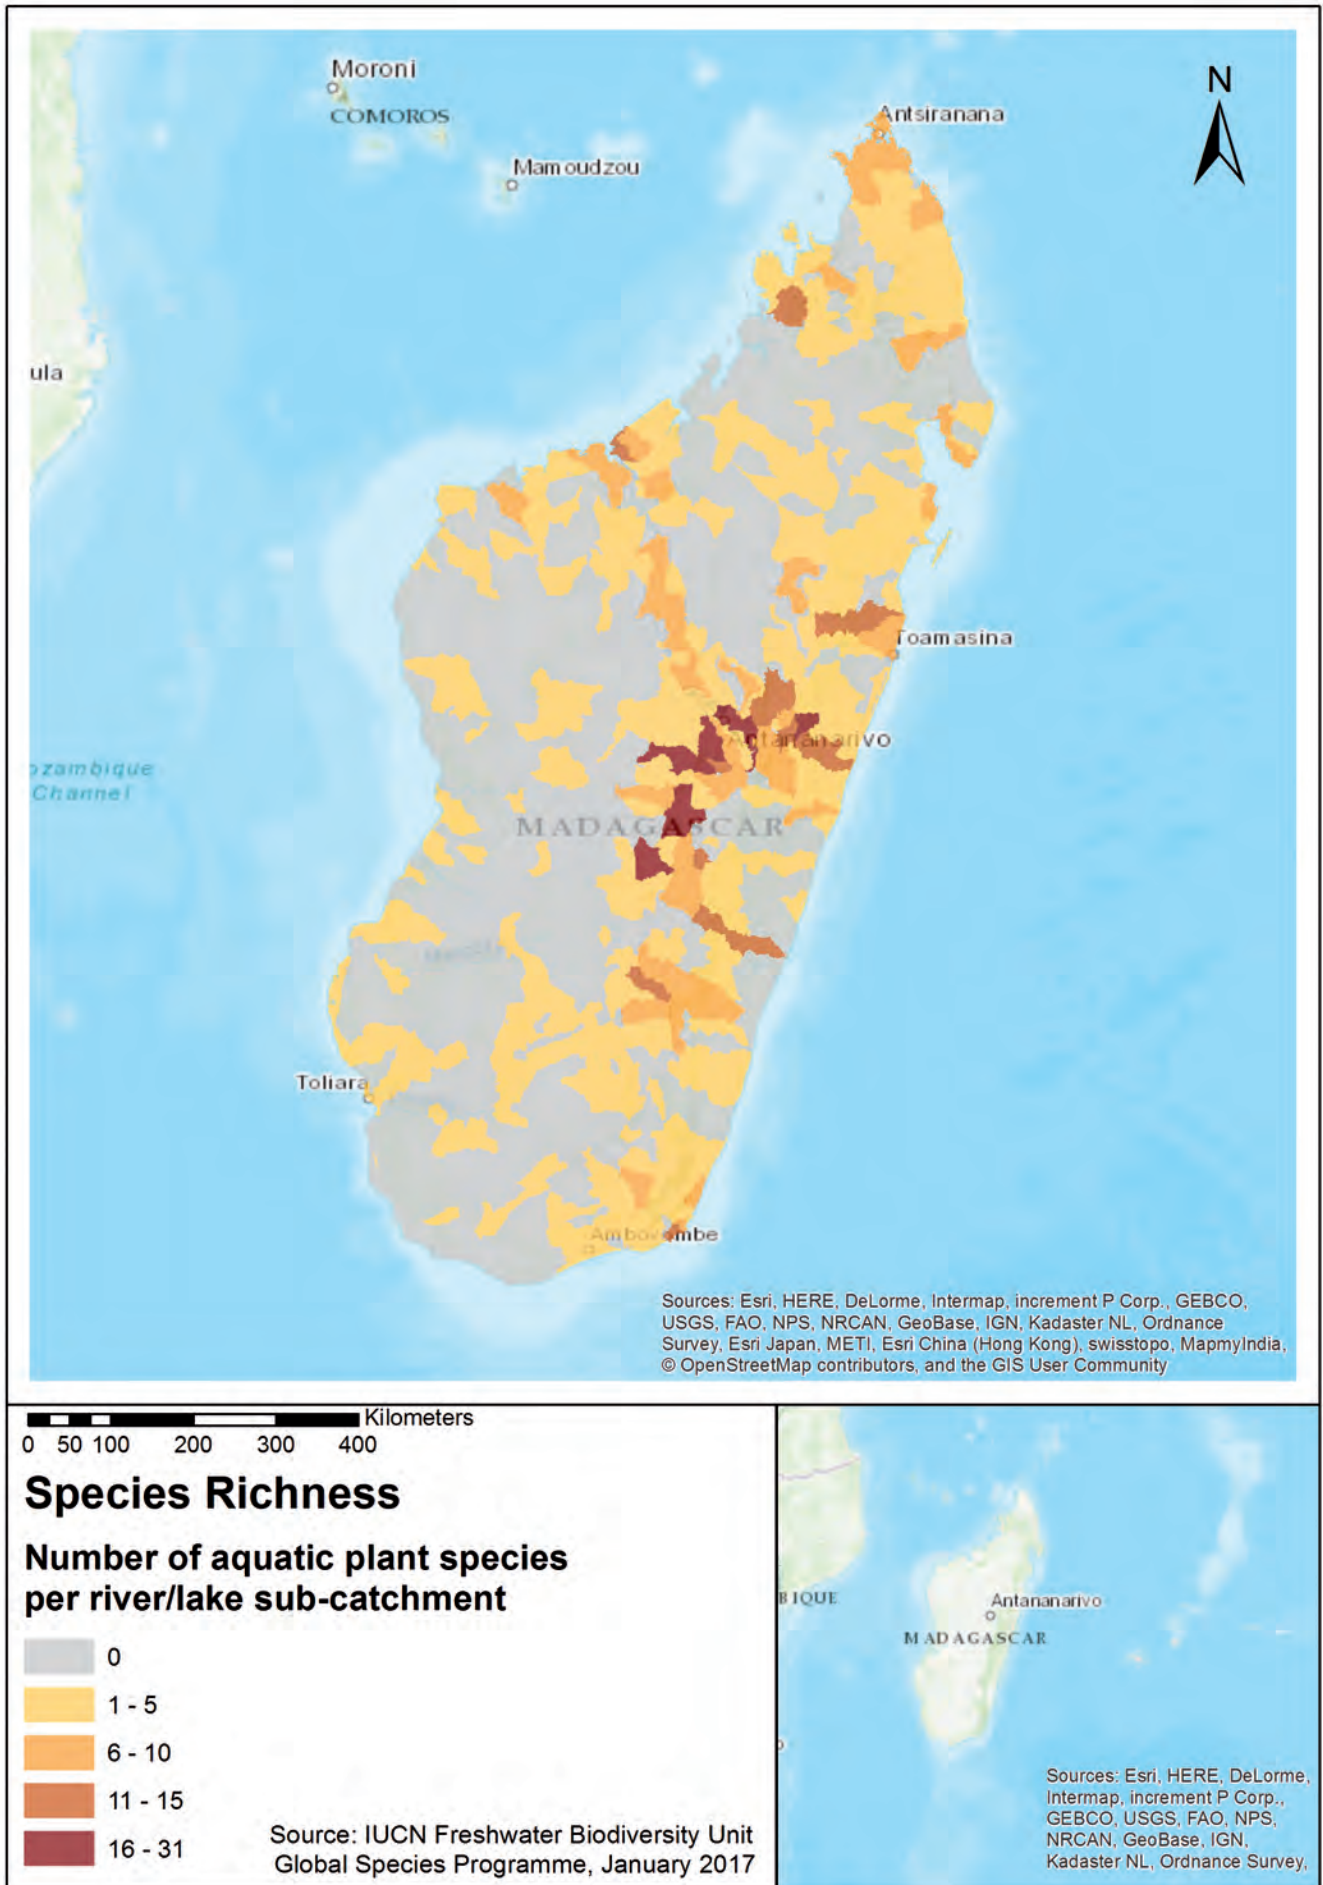 N
Moroni
COMOROS
Antsiranana
Mamoudzou
ula
Toamasina
Antananarivo
ozambique
Channel
MADAGASCAR
Toliara
Ambovombe
Sources: Esri, HERE, DeLorme, Intermap, increment P Corp., GEBCO,
USGS, FAO, NPS, NRCAN, GeoBase, IGN, Kadaster NL, Ordnance
Survey, Esri Japan, METI, Esri China (Hong Kong), swisstopo, MapmyIndia,
© OpenStreetMap contributors, and the GIS User Community
Kilometers
0 50 100 200 300 400
Species Richness
Number of aquatic plant species
per river/lake sub-catchment
0
1 - 5
6 - 10
11 - 15
16 - 31
Source: IUCN Freshwater Biodiversity Unit
Global Species Programme, January 2017
BIQUE
Antananarivo
MADAGASCAR
Sources: Esri, HERE, DeLorme,
Intermap, increment P Corp.,
GEBCO, USGS, FAO, NPS,
NRCAN, GeoBase, IGN,
Kadaster NL, Ordnance Survey,